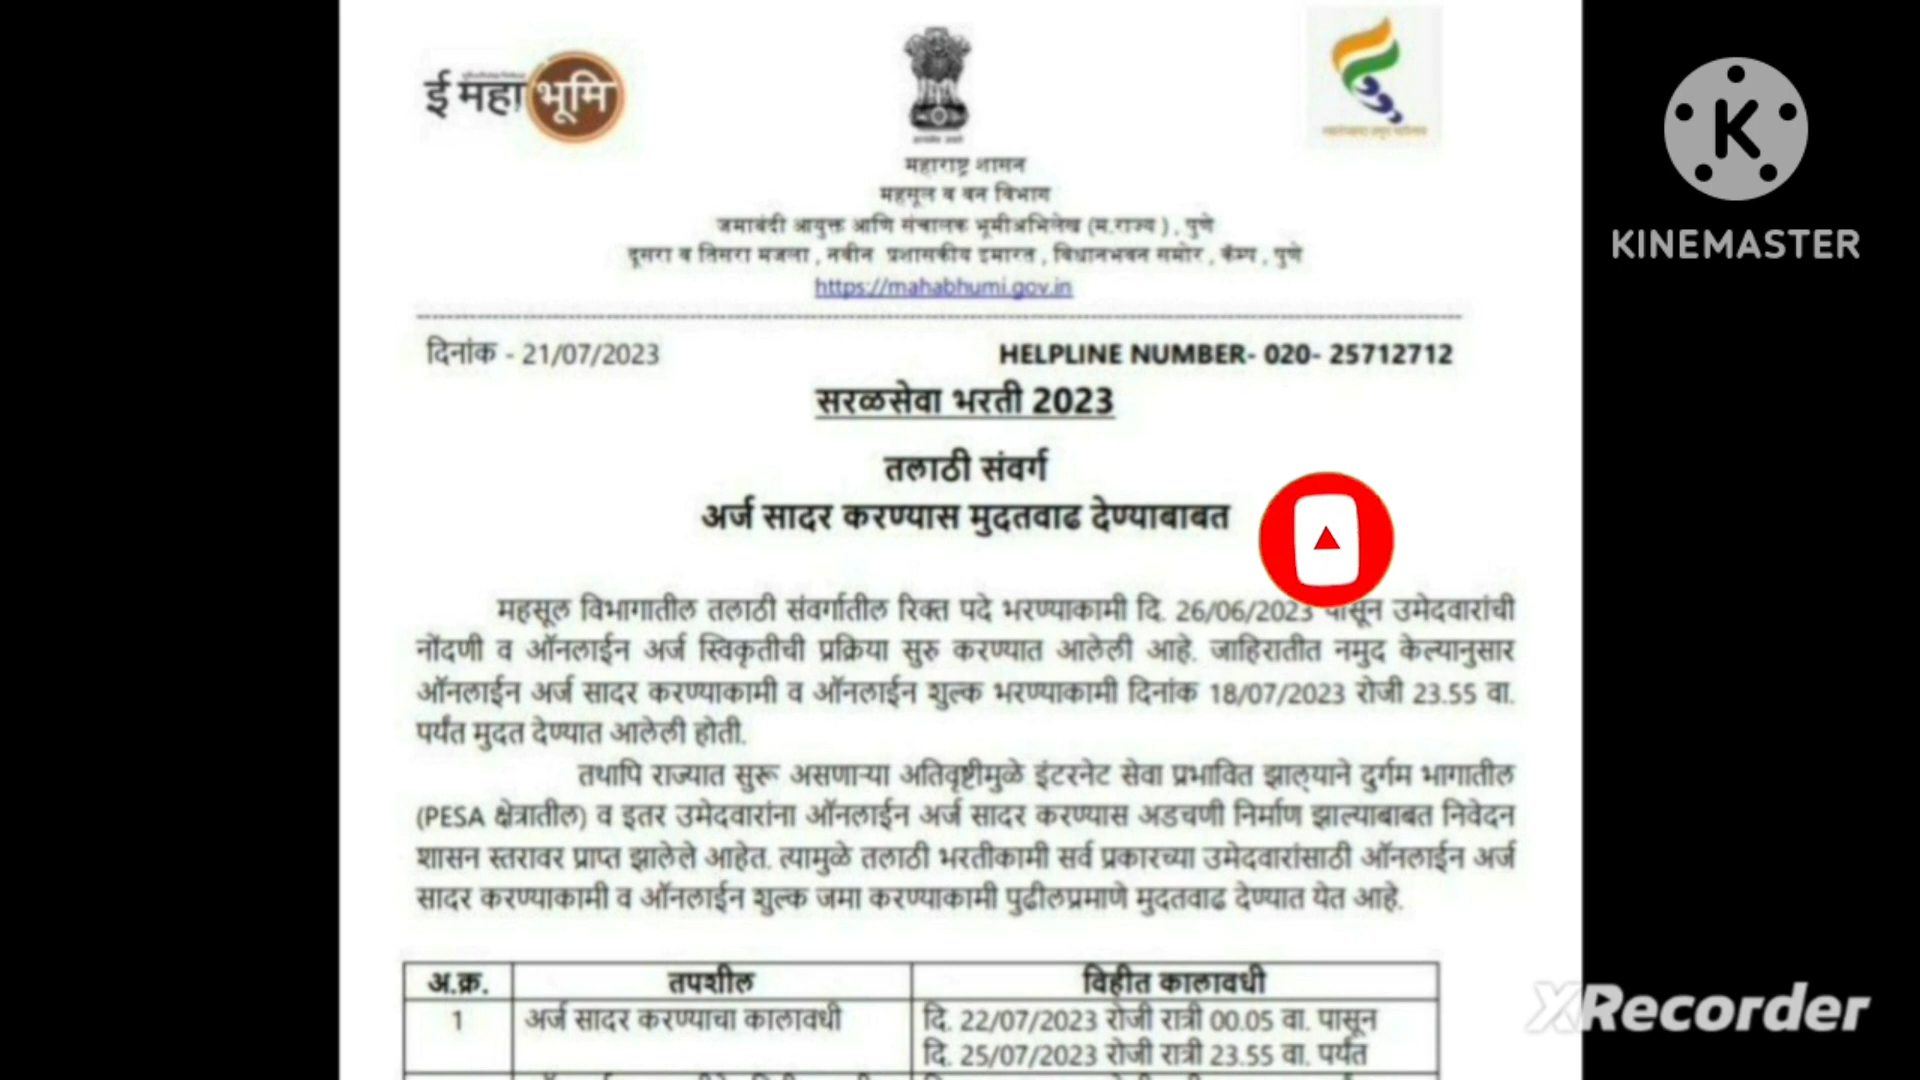 ई महाभूमि
महाराष्ट्र शासन
महसूल व वन विभाग
जमाबंदी आयुक्त आणि संचालक भूमीअभिलेख (म.राज्य ) , पुणे
दूसरा व तिसरा मजला , नवीन प्रशासकीय इमारत , विधानभवन समोर , कॅम्प , पुणे
https://mahabhumi.gov.in
दिनांक - 21/07/2023 HELPLINE NUMBER- 020- 25712712
सरळसेवा भरती 2023
तलाठी संवर्ग
अर्ज सादर करण्यास मुदतवाढ देण्याबाबत
महसूल विभागातील तलाठी संवर्गातील रिक्त पदे भरण्याकामी दि. 26/06/2023 पासून उमेदवारांची
नोंदणी व ऑनलाईन अर्ज स्विकृतीची प्रक्रिया सुरु करण्यात आलेली आहे. जाहिरातीत नमुद केल्यानुसार
ऑनलाईन अर्ज सादर करण्याकामी व ऑनलाईन शुल्क भरण्याकामी दिनांक 18/07/2023 रोजी 23.55 वा.
पर्यंत मुदत देण्यात आलेली होती.
तथापि राज्यात सुरू असणाऱ्या अतिवृष्टीमुळे इंटरनेट सेवा प्रभावित झाल्याने दुर्गम भागातील
(PESA क्षेत्रातील) व इतर उमेदवारांना ऑनलाईन अर्ज सादर करण्यास अडचणी निर्माण झाल्याबाबत निवेदन
शासन स्तरावर प्राप्त झालेले आहेत. त्यामुळे तलाठी भरतीकामी सर्व प्रकारच्या उमेदवारांसाठी ऑनलाईन अर्ज
सादर करण्याकामी व ऑनलाईन शुल्क जमा करण्याकामी पुढीलप्रमाणे मुदतवाढ देण्यात येत आहे.
अ.क्र. तपशील विहीत कालावधी
1 अर्ज सादर करण्याचा कालावधी दि. 22/07/2023 रोजी रात्री 00.05 वा. पासून
दि. 25/07/2023 रोजी रात्री 23.55 वा. पर्यंत
K
KINEMASTER
XRecorder